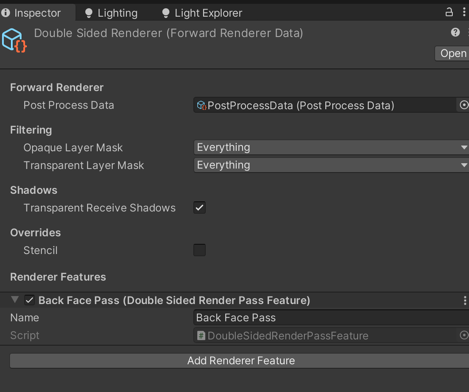 Inspector Lighting Light Explorer
Double Sided Renderer (Forward Renderer Data)
Open
Forward Renderer
Post Process Data PostProcessData (Post Process Data)
Filtering
Opaque Layer Mask Everything
Transparent Layer Mask Everything
Shadows
Transparent Receive Shadows
Overrides
Stencil
Renderer Features
Back Face Pass (Double Sided Render Pass Feature)
Name Back Face Pass
Script DoubleSidedRenderPassFeature
Add Renderer Feature